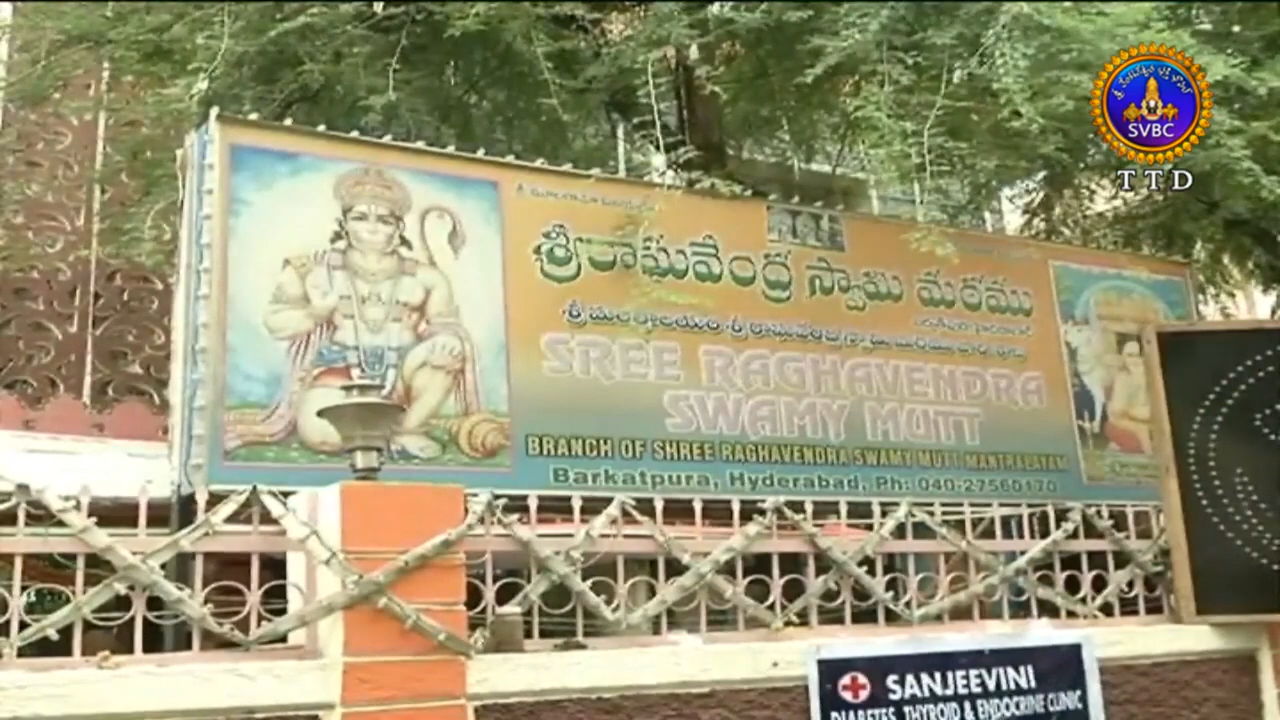 SVBC
TTD
శ్రీ రాఘవేంద్ర స్వామి మఠము
SREE RAGHAVENDRA
SWAMY MUTT
BRANCH OF SHREE RAGHAVENDRA SWAMY MUTT MANTRALAYAM
Barkatpura, Hyderabad, Ph: 040-27560170
SANJEEVINI
DIABETES, THYROID & ENDOCRINE CLINIC